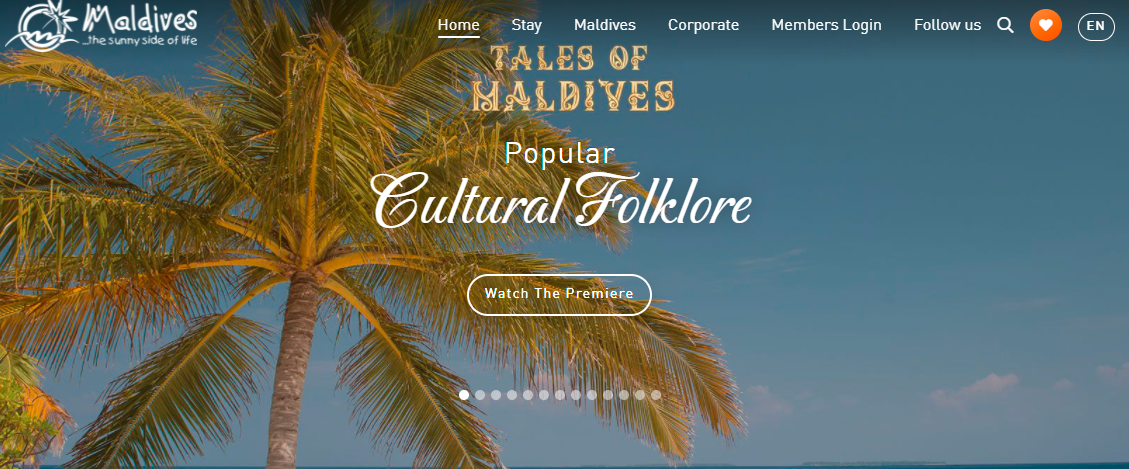 Maldives
...the sunny side of life
Home Stay Maldives Corporate Members Login Follow us EN
TALES OF
MALDIVES
Popular
Cultural Folklore
Watch The Premiere